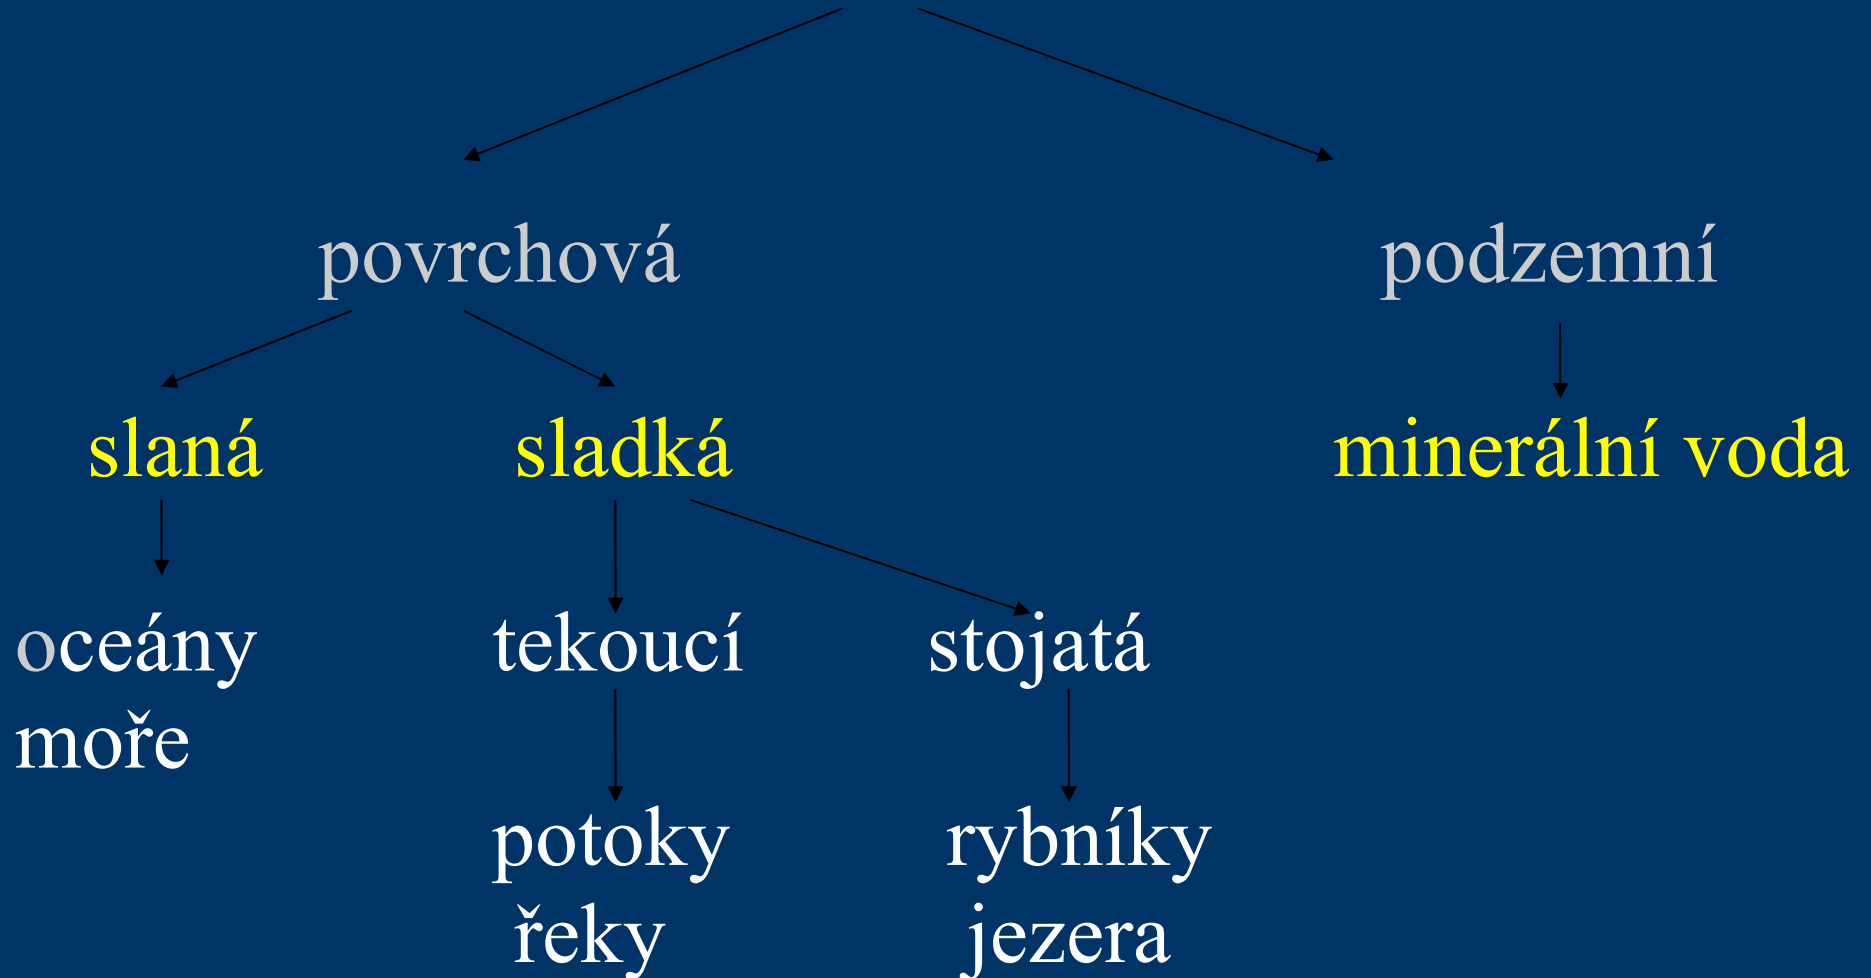 povrchová podzemní
slaná sladká minerální voda
oceány tekoucí stojatá
moře
potoky rybníky
řeky jezera